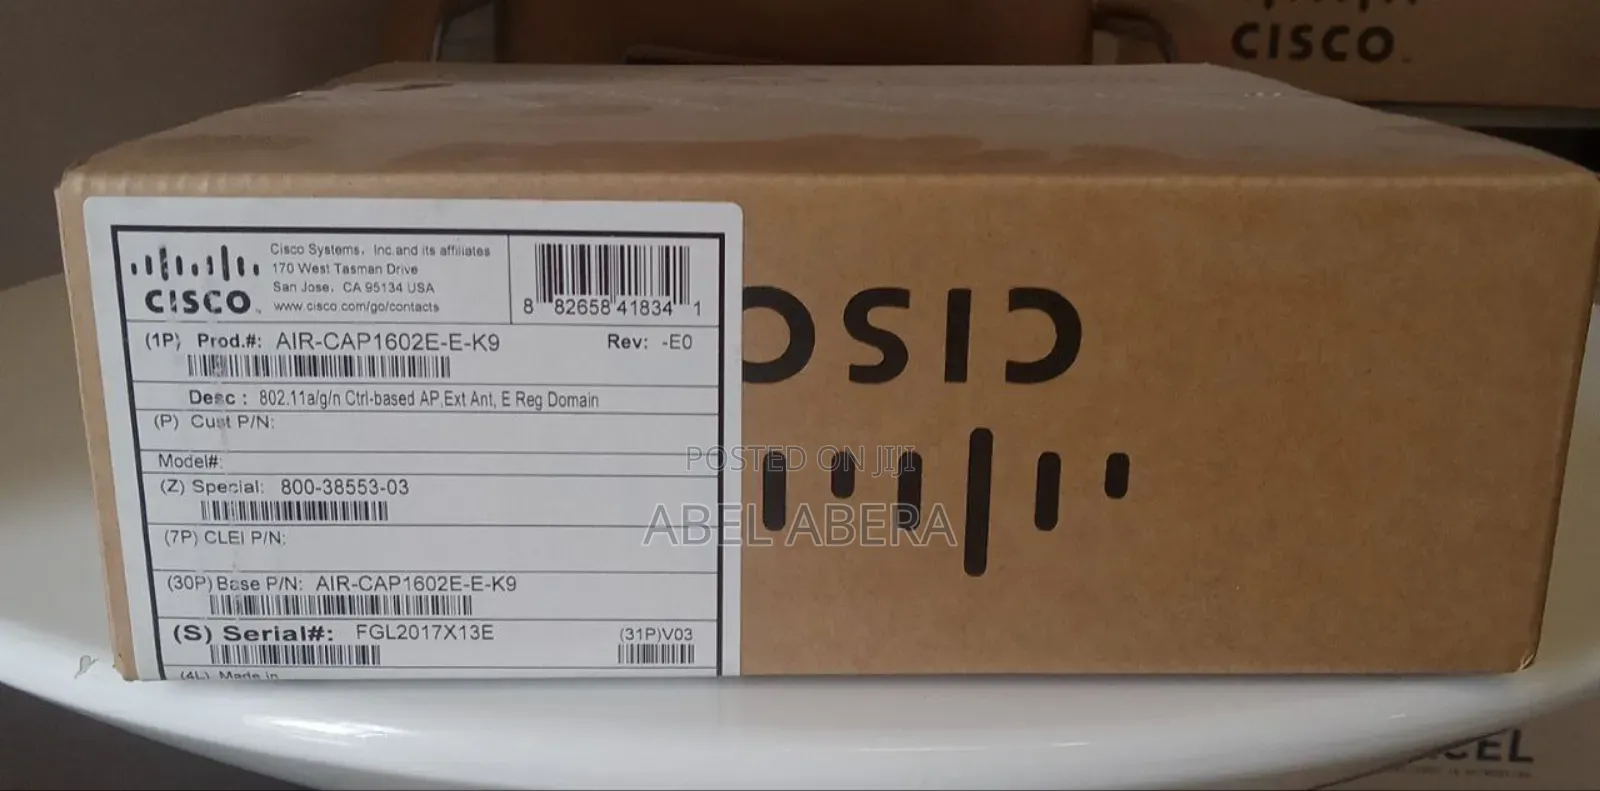 CISCO
CISCO
Cisco Systems, Inc.and its affiliates
170 West Tasman Drive
San Jose, CA 95134 USA
www.cisco.com/go/contacts
8 82658 41834 1
(1P) Prod.#: AIR-CAP1602E-E-K9 Rev: -E0
Desc : 802.11a/g/n Ctrl-based AP,Ext Ant, E Reg Domain
(P) Cust P/N:
Model#:
(Z) Special: 800-38553-03
(7P) CLEI P/N:
(30P) Base P/N: AIR-CAP1602E-E-K9
(S) Serial#: FGL2017X13E (31P)V03
(4L) Made in
CISCO
POSTED ON JIJI
ABEL ABERA